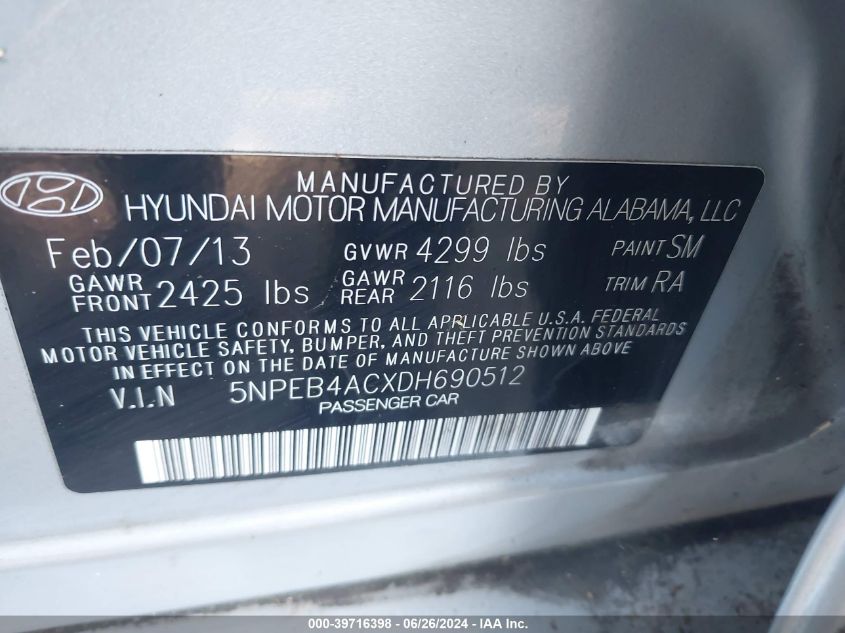 MANUFACTURED BY
HYUNDAI MOTOR MANUFACTURING ALABAMA, LLC
Feb/07/13 GVWR 4299 lbs PAINT SM
GAWR FRONT 2425 lbs GAWR REAR 2116 lbs TRIM RA
THIS VEHICLE CONFORMS TO ALL APPLICABLE U.S.A. FEDERAL
MOTOR VEHICLE SAFETY, BUMPER, AND THEFT PREVENTION STANDARDS
IN EFFECT ON THE DATE OF MANUFACTURE SHOWN ABOVE
V.I.N 5NPEB4ACXDH690512
PASSENGER CAR
000-39716398 - 06/26/2024 - IAA Inc.